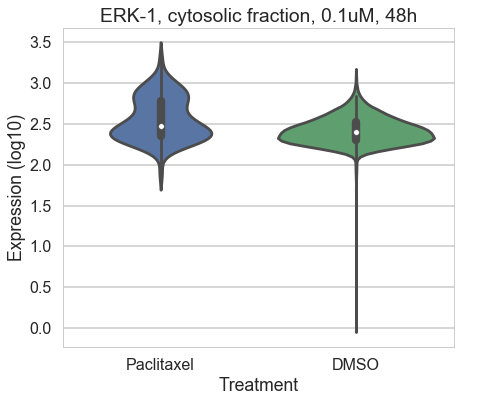 ERK-1, cytosolic fraction, 0.1uM, 48h
Expression (log10)
3.5
3.0
2.5
2.0
1.5
1.0
0.5
0.0
Paclitaxel DMSO
Treatment